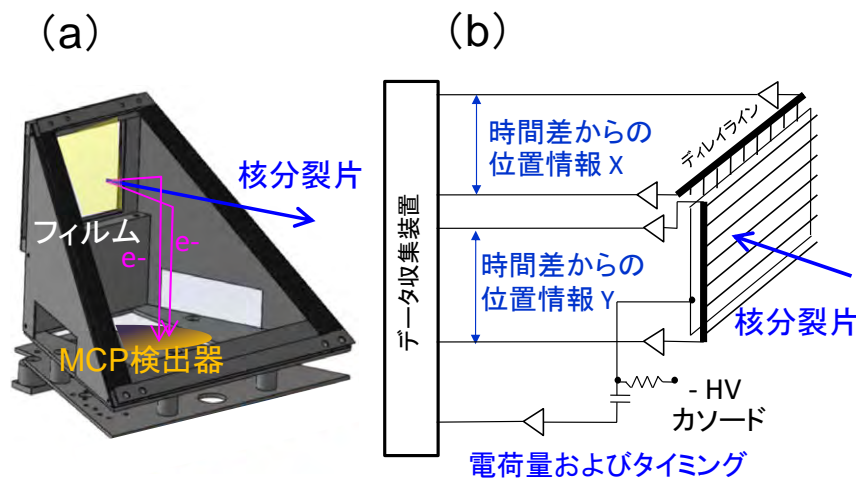 (a)
核分裂片
フィルム
e-
e-
MCP検出器
(b)
データ収集装置
時間差からの
位置情報 X
ディレイライン
時間差からの
位置情報 Y
核分裂片
- HV
カソード
電荷量およびタイミング